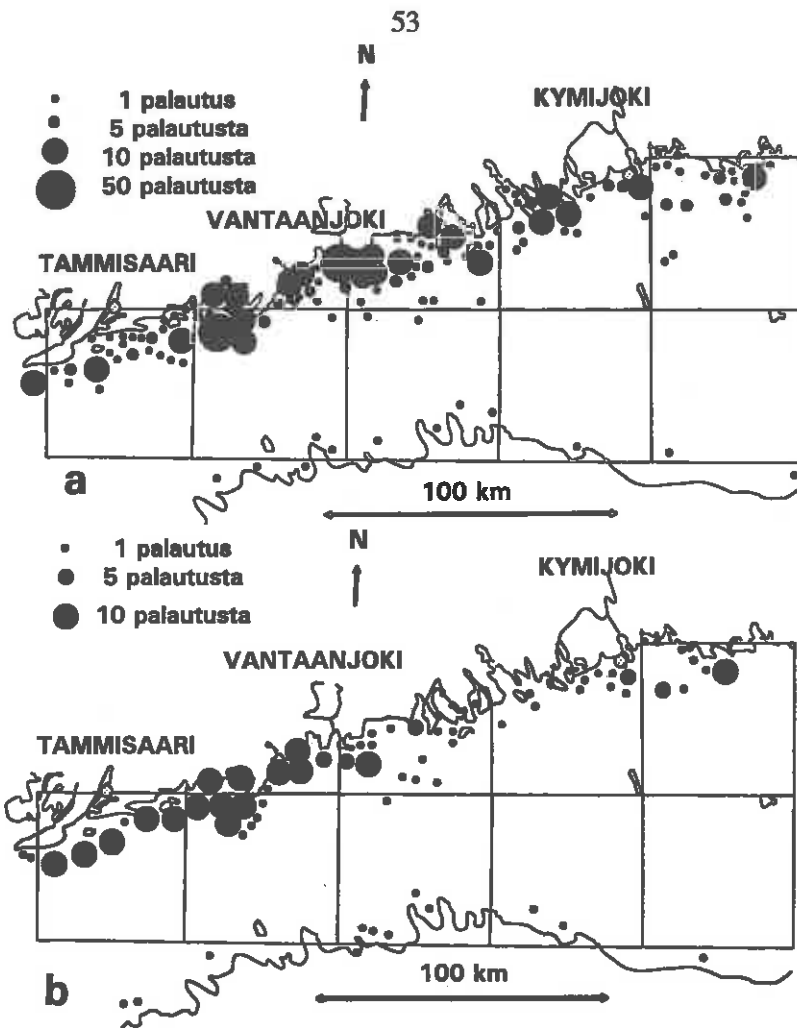 53
N
1 palautus
5 palautusta
10 palautusta
50 palautusta
KYMIJOKI
VANTAANJOKI
TAMMISAARI
a
100 km
N
1 palautus
5 palautusta
10 palautusta
KYMIJOKI
VANTAANJOKI
TAMMISAARI
b
100 km